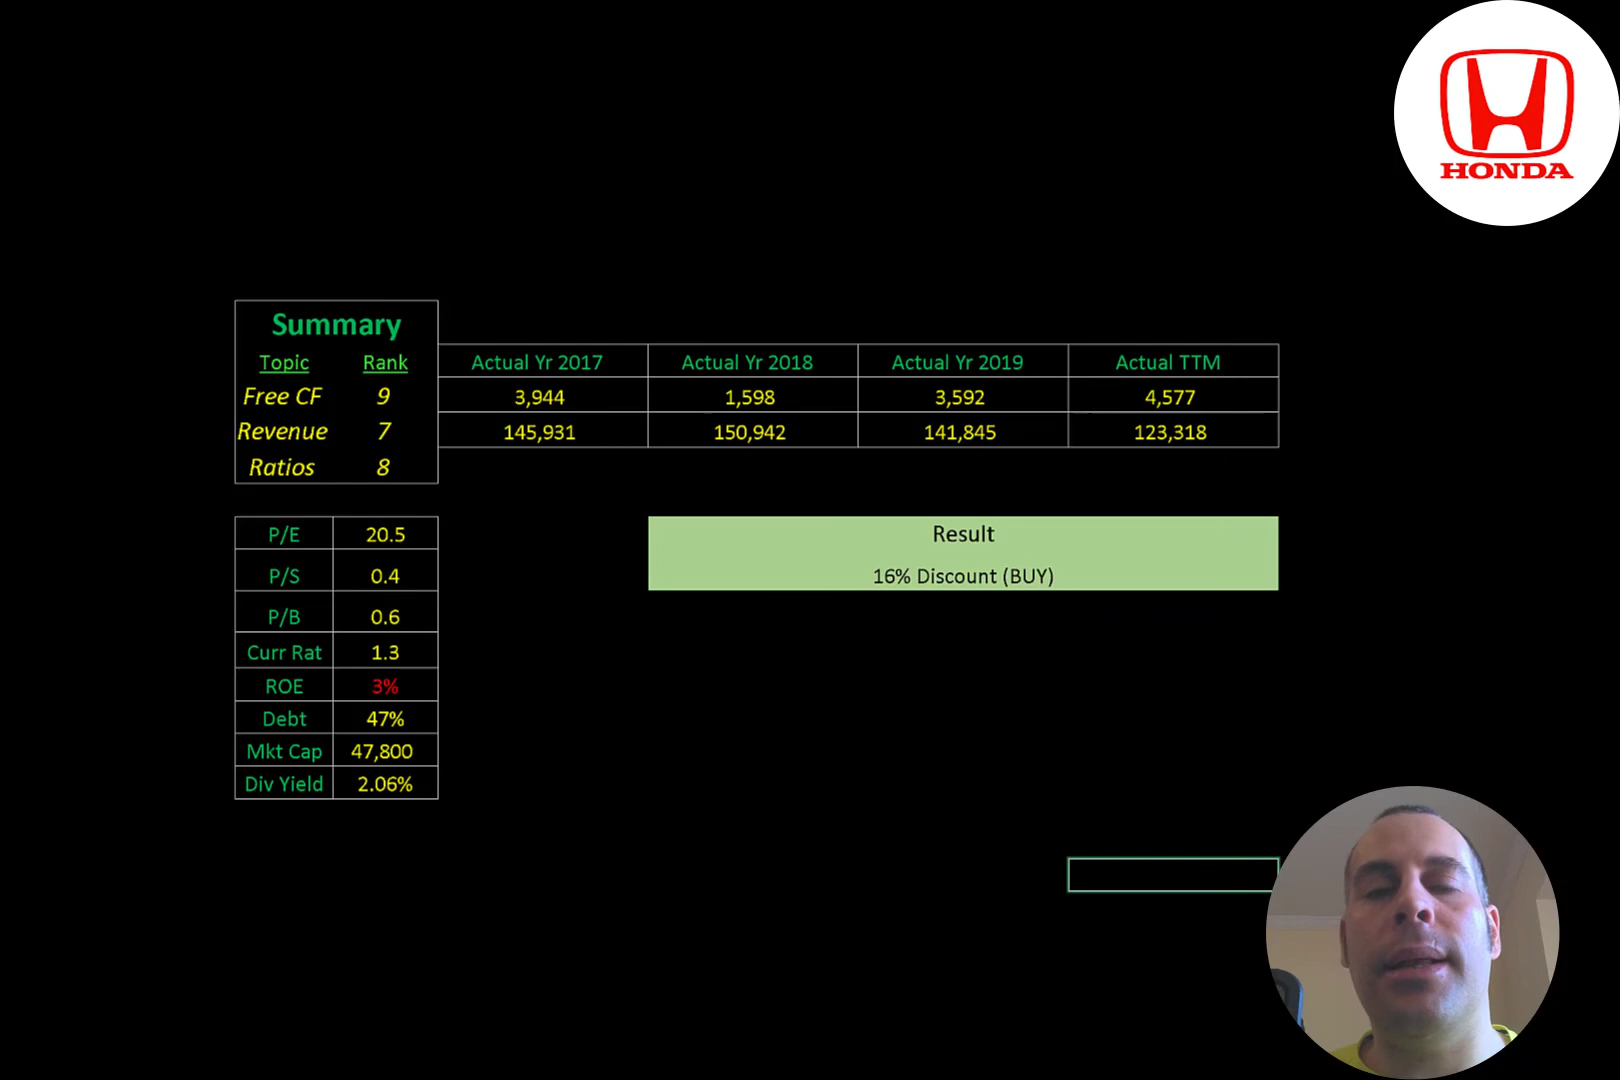 HONDA
Summary
Topic Rank Actual Yr 2017 Actual Yr 2018 Actual Yr 2019 Actual TTM
Free CF 9 3,944 1,598 3,592 4,577
Revenue 7 145,931 150,942 141,845 123,318
Ratios 8
P/E 20.5 Result
P/S 0.4 16% Discount (BUY)
P/B 0.6
Curr Rat 1.3
ROE 3%
Debt 47%
Mkt Cap 47,800
Div Yield 2.06%